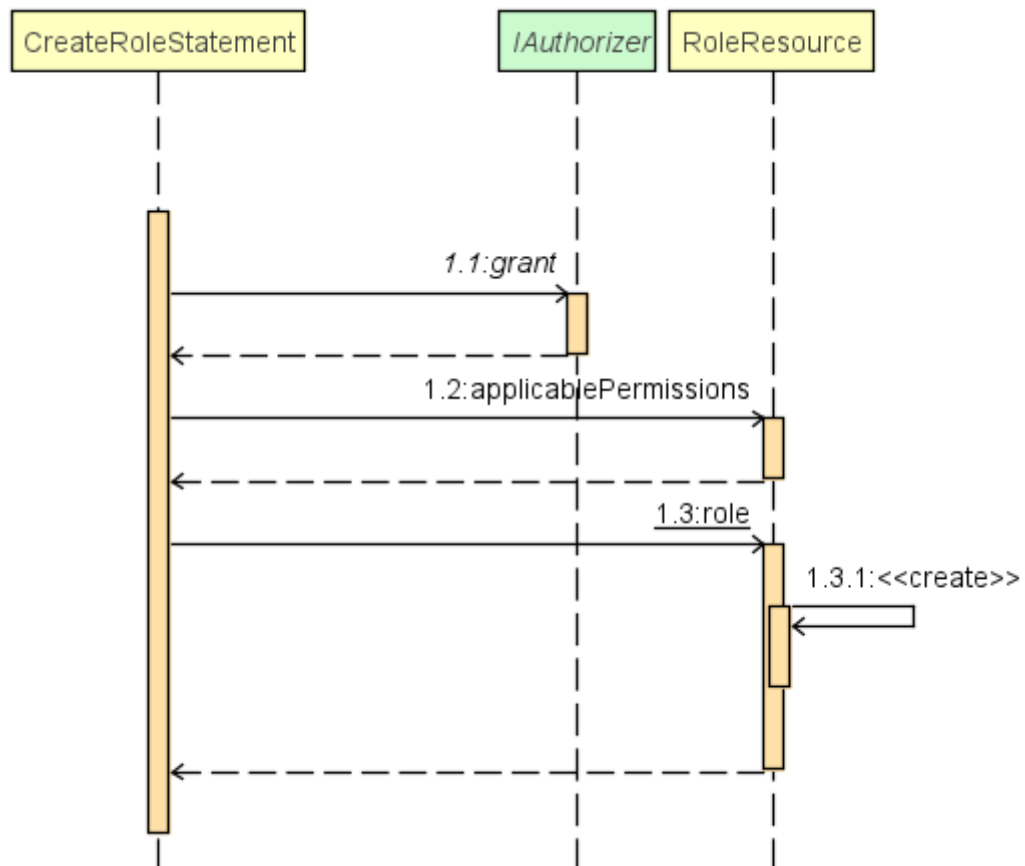 CreateRoleStatement
IAuthorizer
RoleResource
1.1:grant
1.2:applicablePermissions
1.3:role
1.3.1:<<create>>